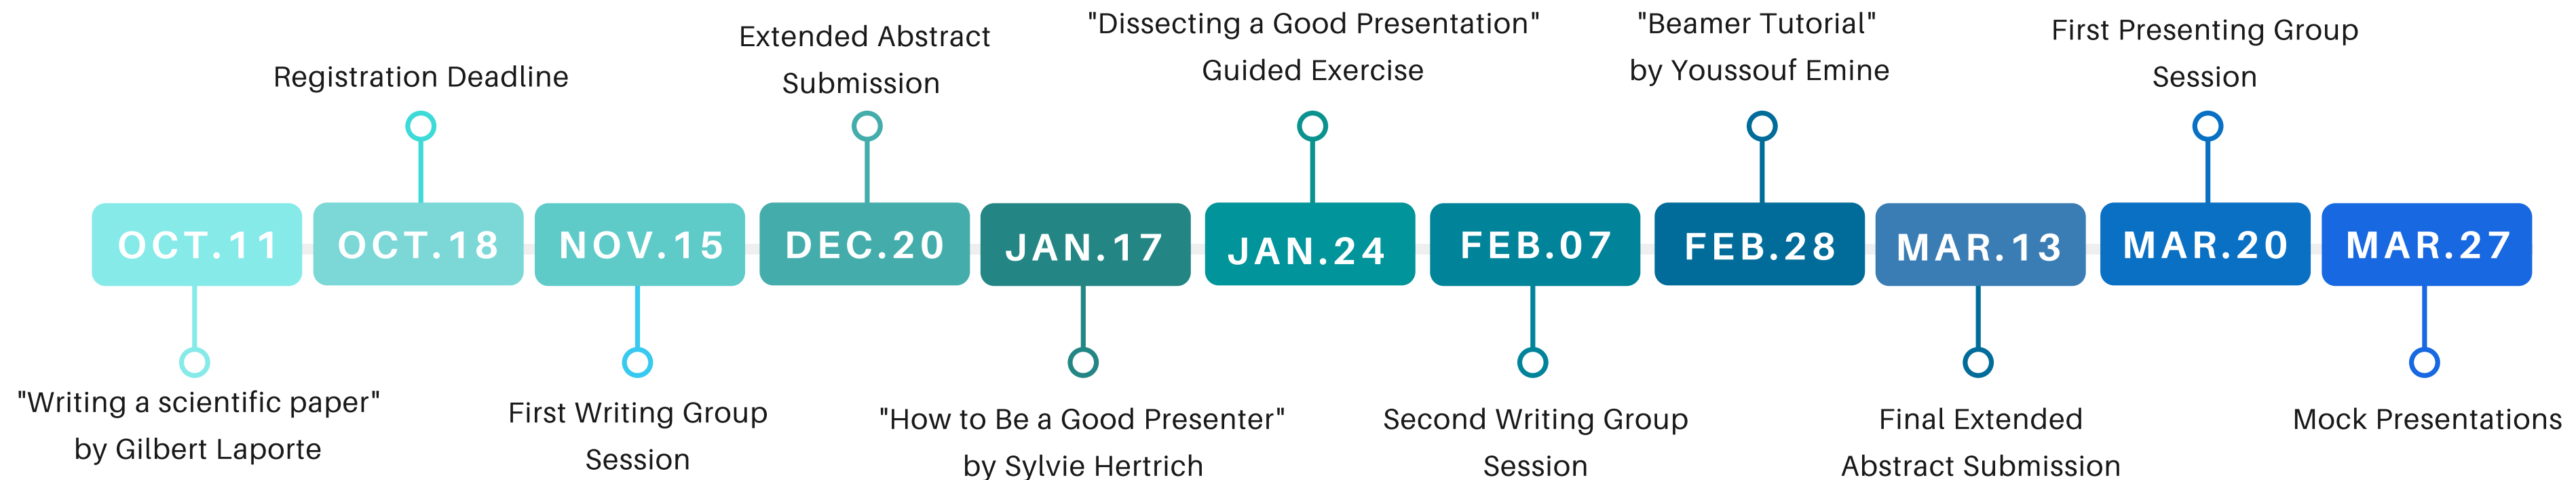 "Writing a scientific paper"
by Gilbert Laporte
OCT.11
Registration Deadline
OCT.18
NOV.15
First Writing Group
Session
Extended Abstract
Submission
DEC.20
JAN.17
"How to Be a Good Presenter"
by Sylvie Hertrich
"Dissecting a Good Presentation"
Guided Exercise
JAN.24
FEB.07
Second Writing Group
Session
"Beamer Tutorial"
by Youssouf Emine
FEB.28
MAR.13
Final Extended
Abstract Submission
First Presenting Group
Session
MAR.20
MAR.27
Mock Presentations